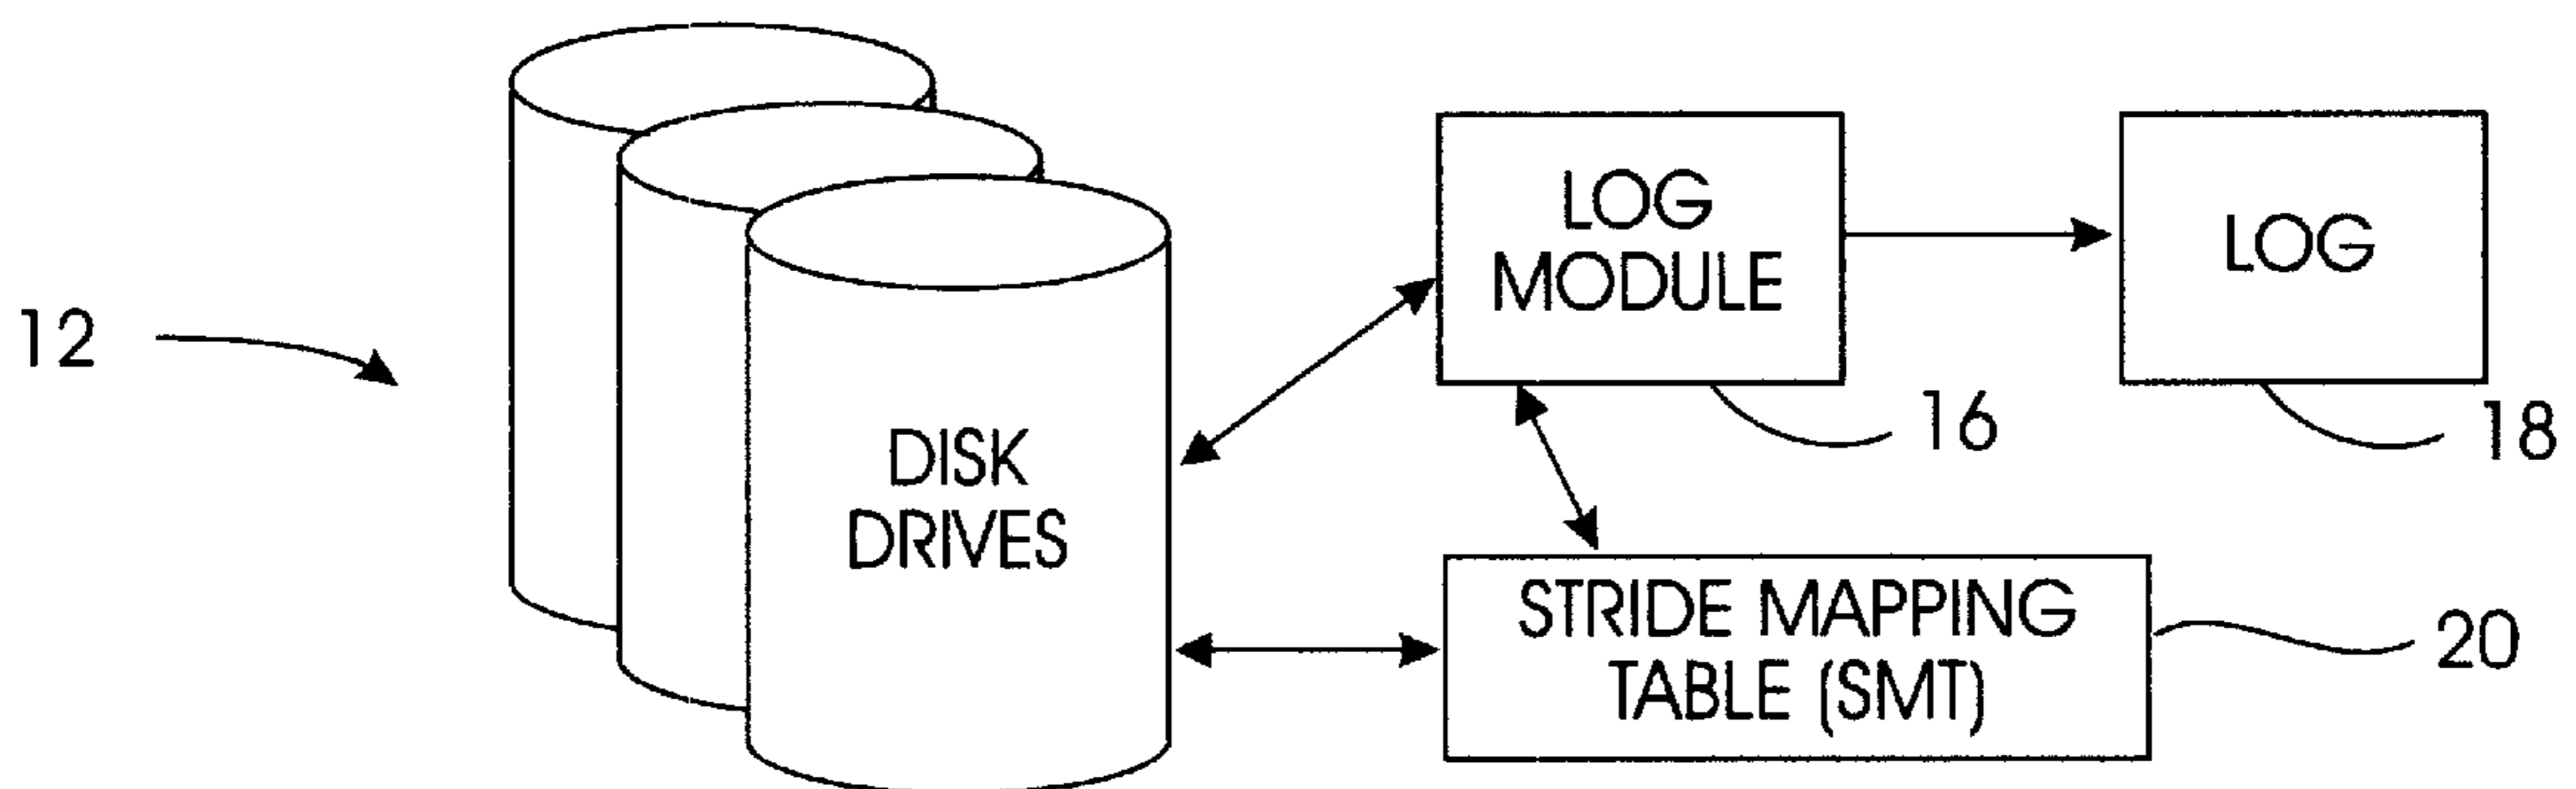 12
DISK
DRIVES
LOG
MODULE
16
LOG
18
STRIDE MAPPING
TABLE (SMT)
20